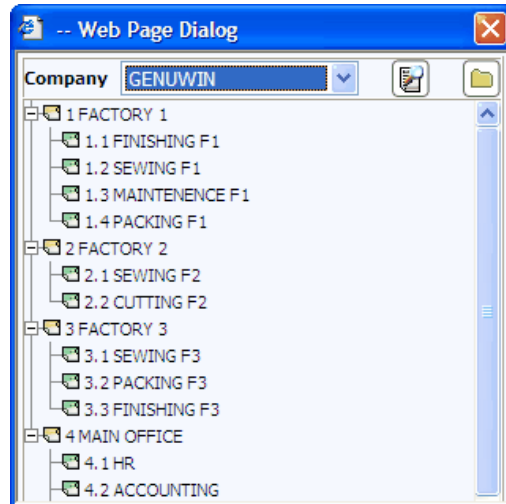 -- Web Page Dialog
Company GENUWIN
1 FACTORY 1
1.1 FINISHING F1
1.2 SEWING F1
1.3 MAINTENENCE F1
1.4 PACKING F1
2 FACTORY 2
2.1 SEWING F2
2.2 CUTTING F2
3 FACTORY 3
3.1 SEWING F3
3.2 PACKING F3
3.3 FINISHING F3
4 MAIN OFFICE
4.1 HR
4.2 ACCOUNTING